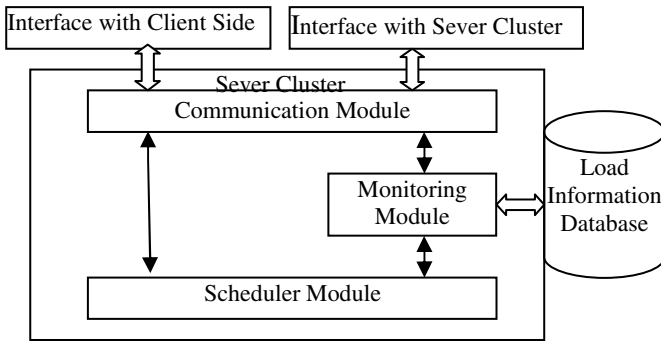 Interface with Client Side
Interface with Sever Cluster
Sever Cluster
Communication Module
Monitoring
Module
Load
Information
Database
Scheduler Module